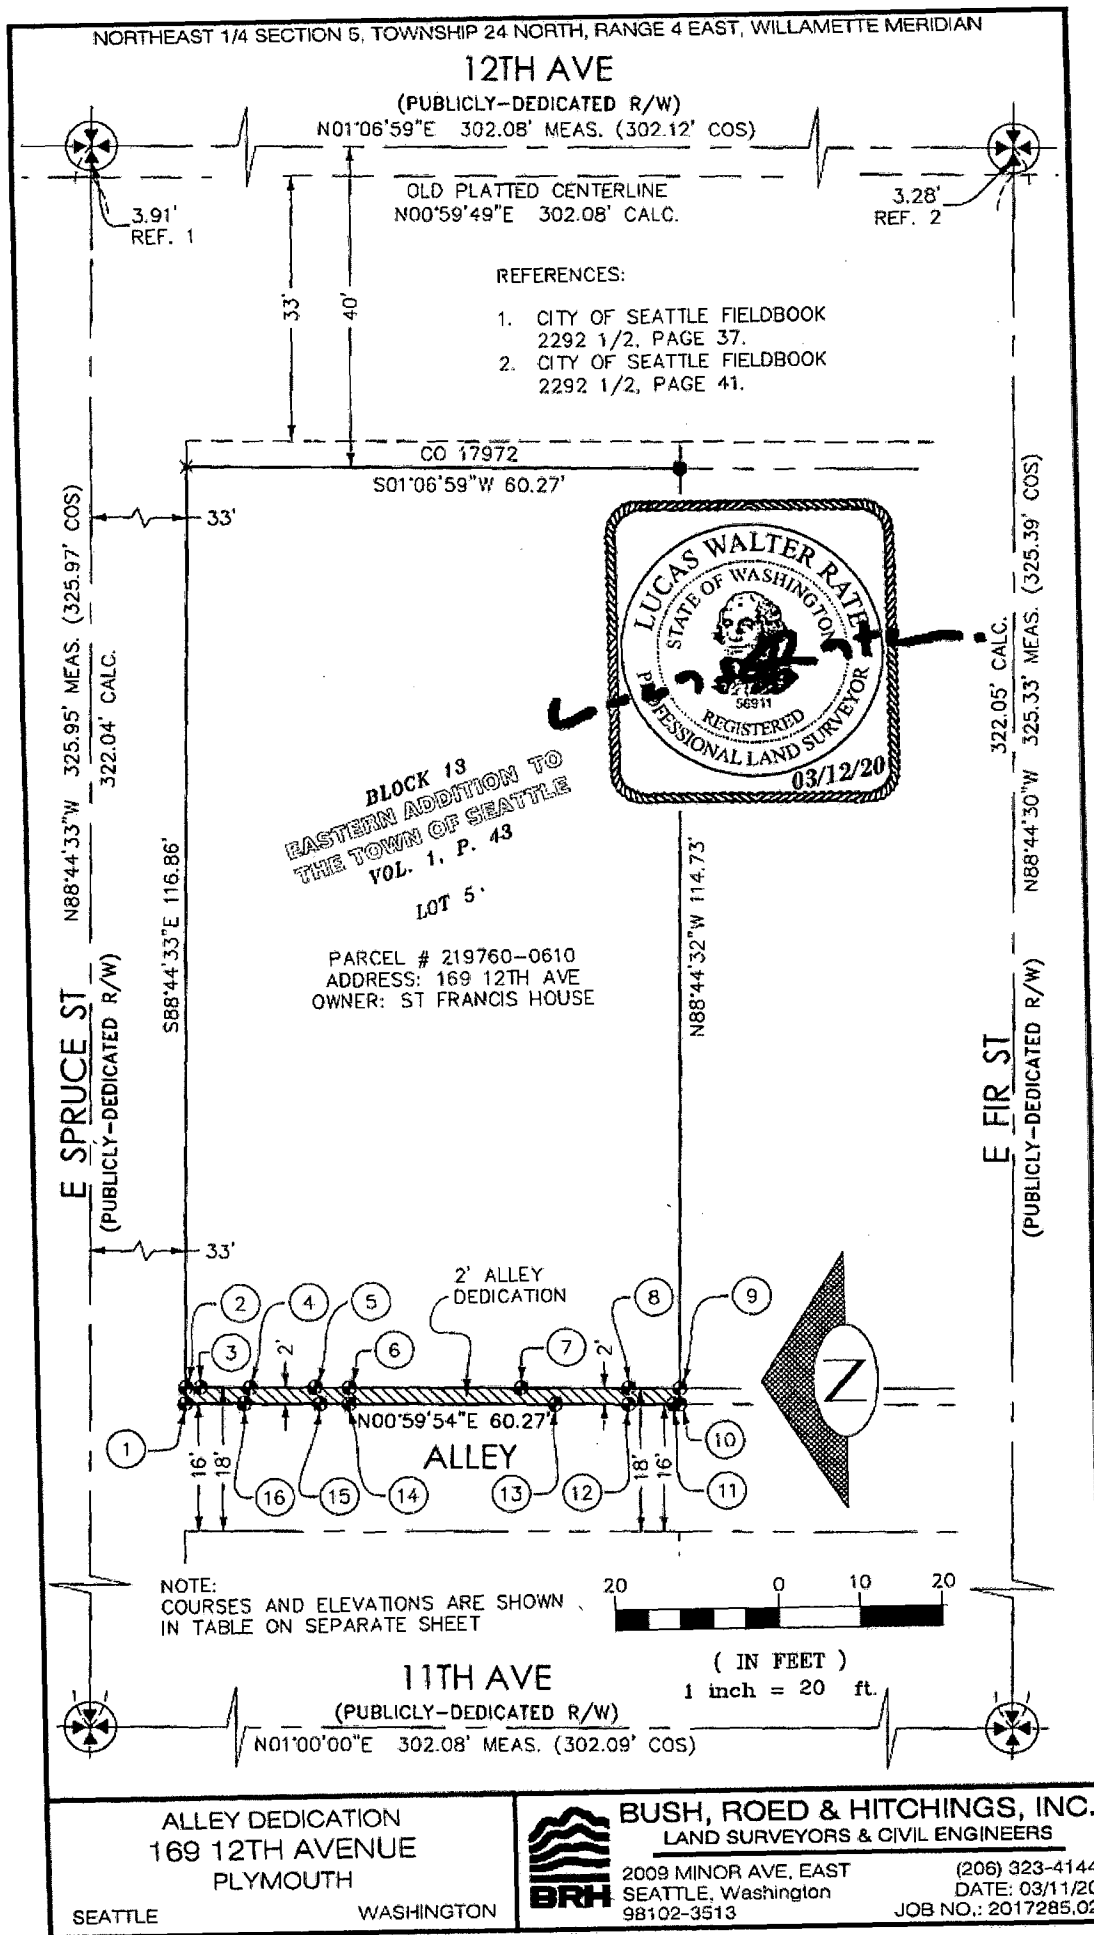 NORTHEAST 1/4 SECTION 5, TOWNSHIP 24 NORTH, RANGE 4 EAST, WILLAMETTE MERIDIAN
12TH AVE
(PUBLICLY-DEDICATED R/W)
N01°06'59"E 302.08' MEAS. (302.12' COS)
OLD PLATTED CENTERLINE
N00°59'49"E 302.08' CALC.
3.91'
REF. 1
3.28'
REF. 2
33'
40'
REFERENCES:
1. CITY OF SEATTLE FIELDBOOK
2292 1/2, PAGE 37.
2. CITY OF SEATTLE FIELDBOOK
2292 1/2, PAGE 41.
CO 17972
S01°06'59"W 60.27'
33'
N88°44'33"W 325.95' MEAS. (325.97' COS)
322.04' CALC.
E SPRUCE ST
(PUBLICLY-DEDICATED R/W)
S88°44'33"E 116.86'
LUCAS WALTER RATE
STATE OF WASHINGTON
56911
REGISTERED
PROFESSIONAL LAND SURVEYOR
03/12/20
BLOCK 13
EASTERN ADDITION TO
THE TOWN OF SEATTLE
VOL. 1, P. 43
LOT 5
PARCEL # 219760-0610
ADDRESS: 169 12TH AVE
OWNER: ST FRANCIS HOUSE
N88°44'32"W 114.73'
322.05' CALC.
N88°44'30"W 325.33' MEAS. (325.39' COS)
E FIR ST
(PUBLICLY-DEDICATED R/W)
33'
2' ALLEY
DEDICATION
2
3
4
5
6
7
8
9
2'
2'
N00°59'54"E 60.27'
ALLEY
1
16
15
14
13
12
11
10
16'
18'
18'
16'
N
NOTE:
COURSES AND ELEVATIONS ARE SHOWN
IN TABLE ON SEPARATE SHEET
20 0 10 20
( IN FEET )
1 inch = 20 ft.
11TH AVE
(PUBLICLY-DEDICATED R/W)
N01°00'00"E 302.08' MEAS. (302.09' COS)
ALLEY DEDICATION
169 12TH AVENUE
PLYMOUTH
SEATTLE WASHINGTON
BRH
BUSH, ROED & HITCHINGS, INC.
LAND SURVEYORS & CIVIL ENGINEERS
2009 MINOR AVE, EAST
SEATTLE, Washington
98102-3513
(206) 323-4144
DATE: 03/11/20
JOB NO.: 2017285.02